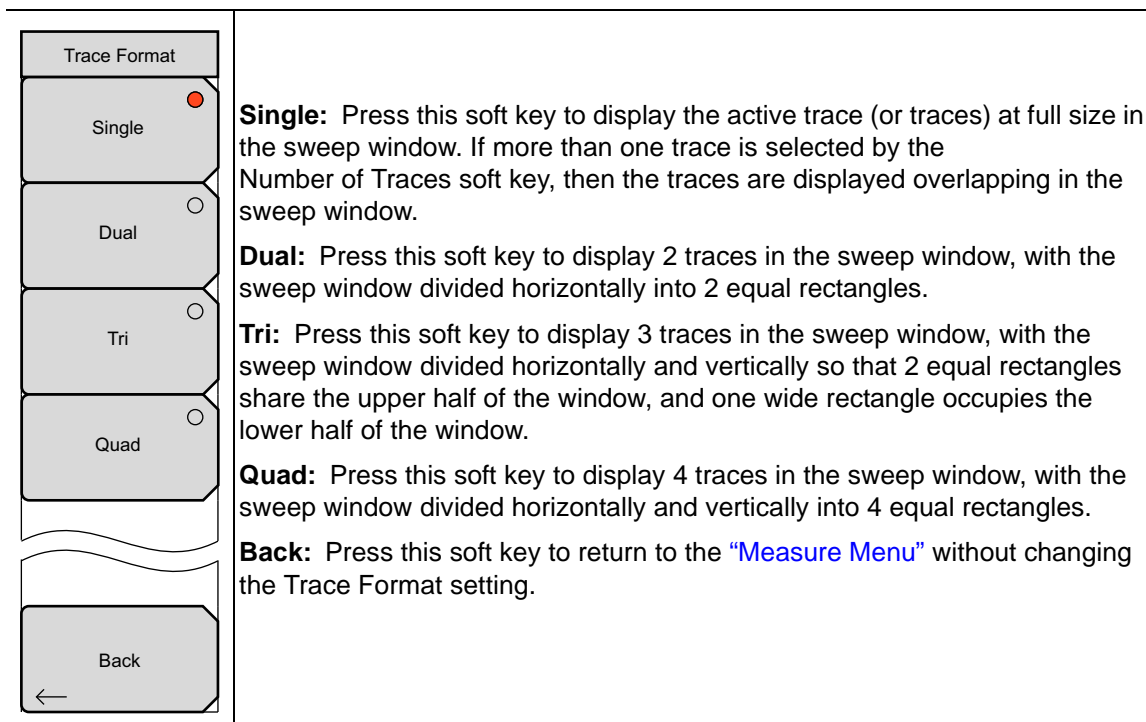 Trace Format
Single
Dual
Tri
Quad
Back
Single: Press this soft key to display the active trace (or traces) at full size in
the sweep window. If more than one trace is selected by the
Number of Traces soft key, then the traces are displayed overlapping in the
sweep window.
Dual: Press this soft key to display 2 traces in the sweep window, with the
sweep window divided horizontally into 2 equal rectangles.
Tri: Press this soft key to display 3 traces in the sweep window, with the
sweep window divided horizontally and vertically so that 2 equal rectangles
share the upper half of the window, and one wide rectangle occupies the
lower half of the window.
Quad: Press this soft key to display 4 traces in the sweep window, with the
sweep window divided horizontally and vertically into 4 equal rectangles.
Back: Press this soft key to return to the “Measure Menu” without changing
the Trace Format setting.